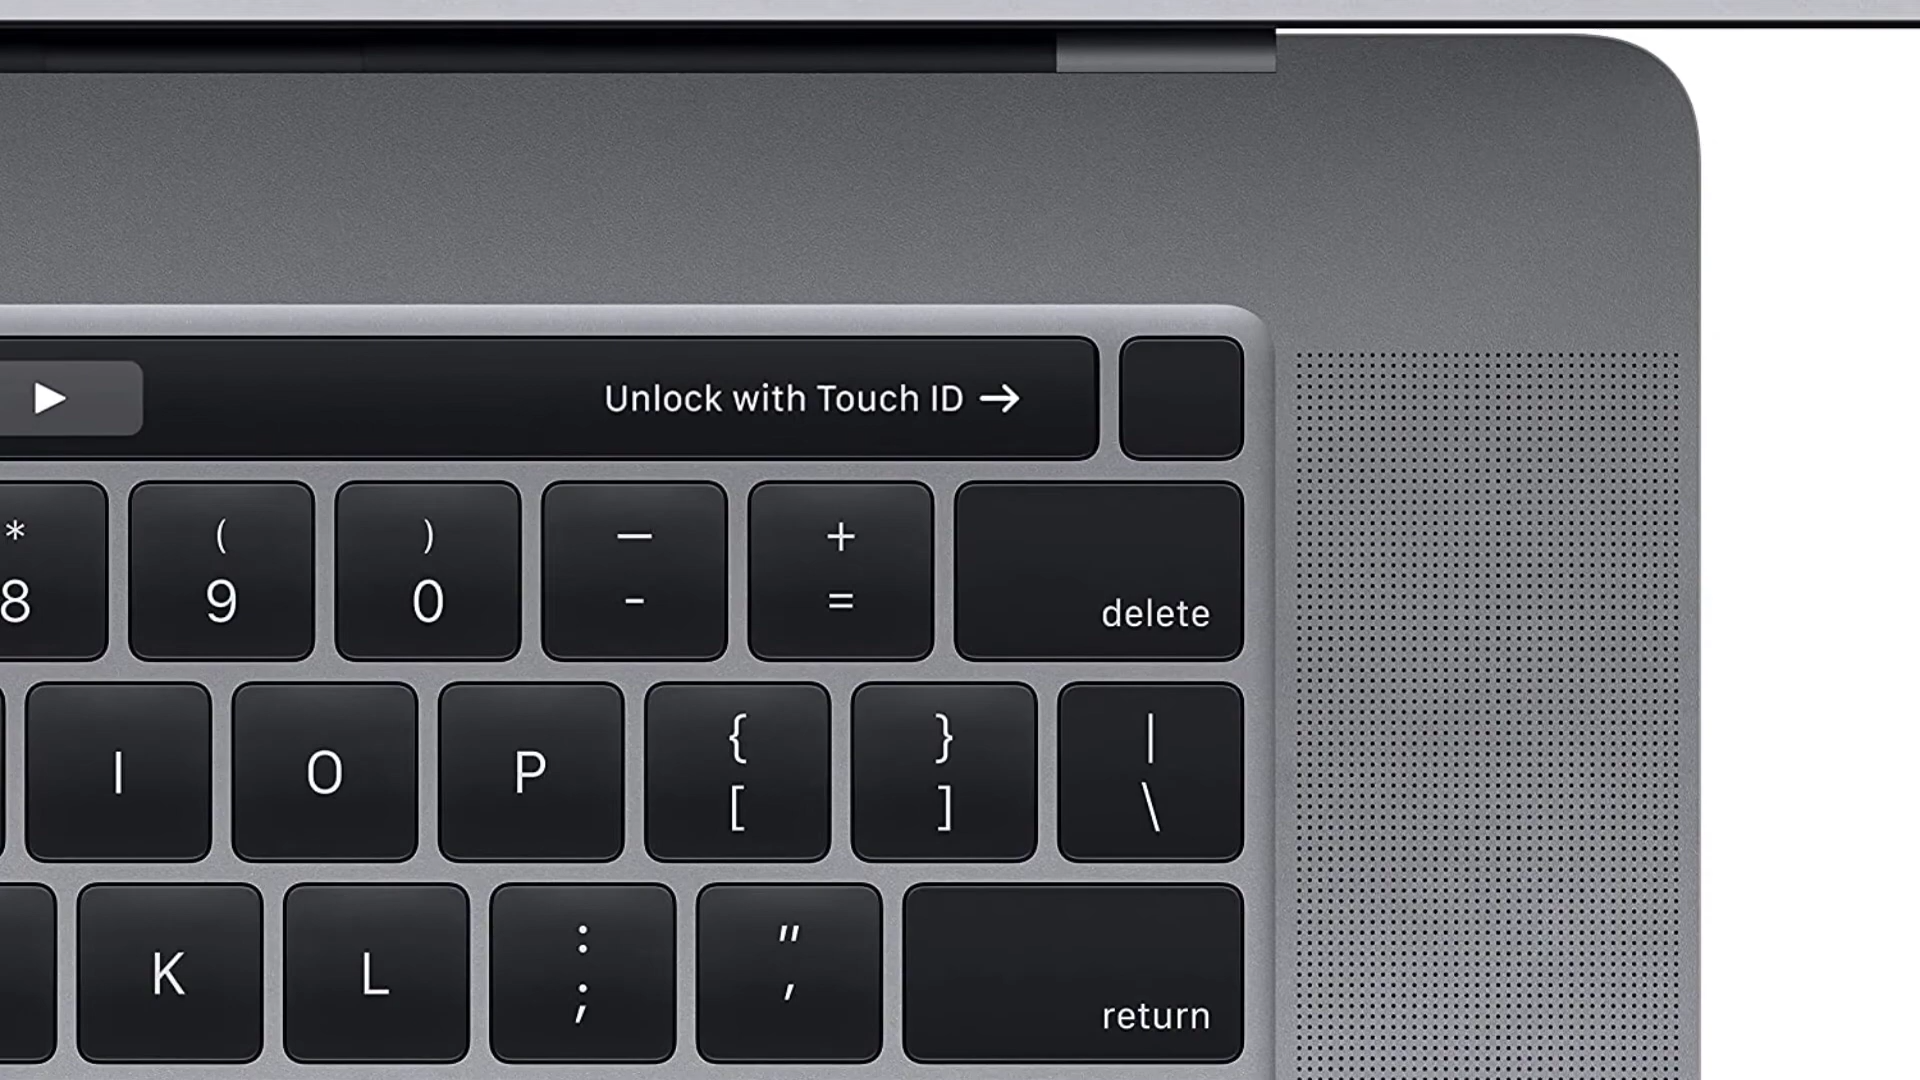 Unlock with Touch ID →
* ( ) — +
8 9 0 - = delete
{ } |
I O P [ ] \
: "
K L ; ' return